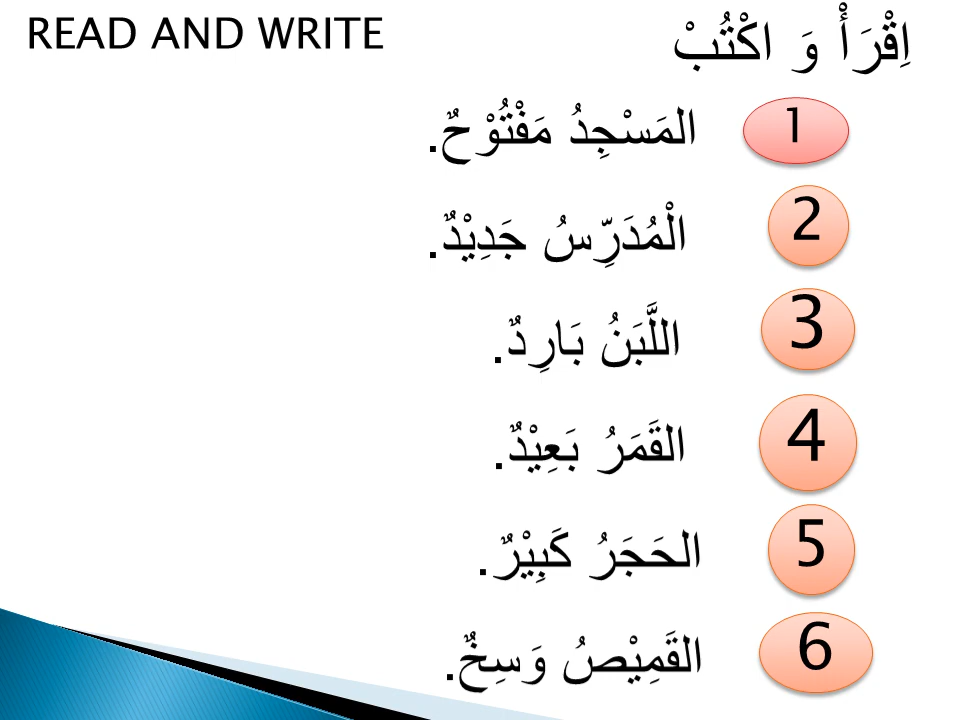 READ AND WRITE
اِقْرَأْ وَ اكْتُبْ
1 المَسْجِدُ مَفْتُوْحٌ.
2 الْمُدَرِّسُ جَدِيْدٌ.
3 اللَّبَنُ بَارِدٌ.
4 القَمَرُ بَعِيْدٌ.
5 الحَجَرُ كَبِيْرٌ.
6 القَمِيْصُ وَسِخٌ.